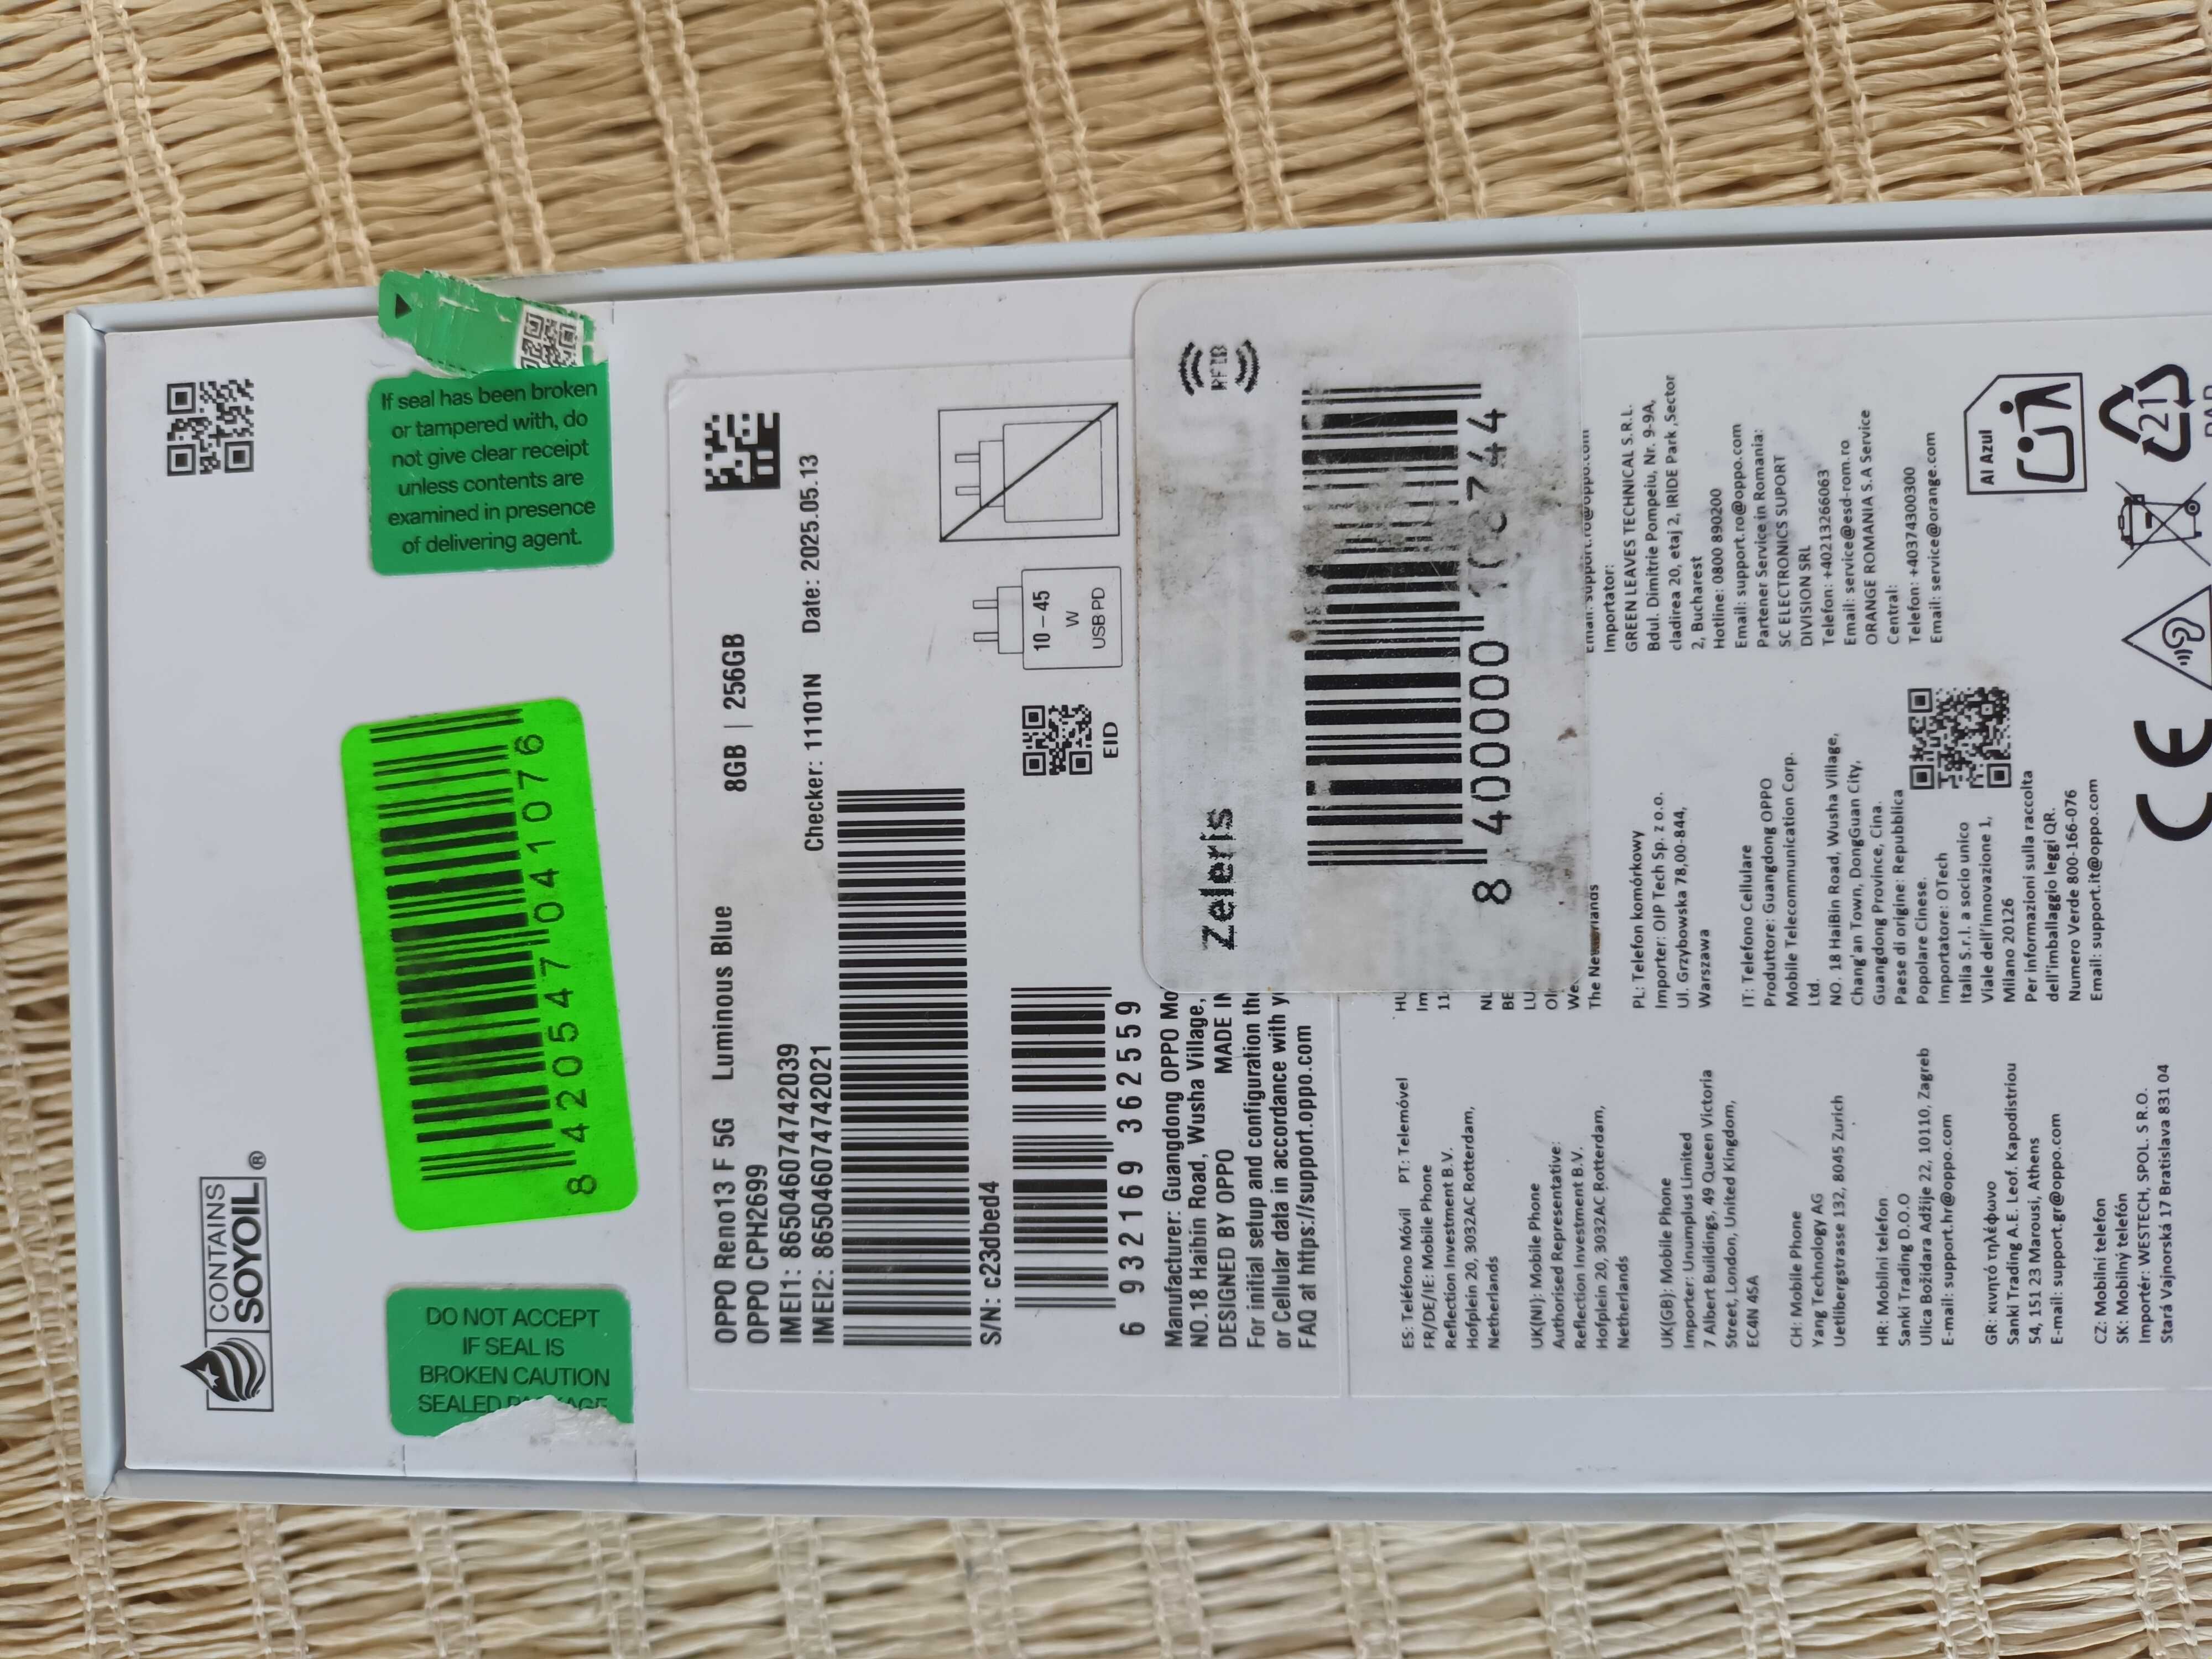 CONTAINS
SOYOIL®
DO NOT ACCEPT
IF SEAL IS
BROKEN CAUTION
SEALED
8 420547 041076
If seal has been broken
or tampered with, do
not give clear receipt
unless contents are
examined in presence
of delivering agent.
OPPO Reno13 F 5G Luminous Blue 8GB | 256GB
OPPO CPH2699
IMEI1: 865046074742039
IMEI2: 865046074742021 Checker: 11101N Date: 2025.05.13
S/N: c23dbed4
6 932169 362559
EID
10 – 45
W
USB PD
Manufacturer: Guangdong OPPO
NO.18 Haibin Road, Wusha Village,
DESIGNED BY OPPO MADE
For initial setup and configuration
or Cellular data in accordance with
FAQ at https://support.oppo.com
Zeleris
RFID
8 400000
ES: Teléfono Móvil PT: Telemóvel
FR/DE/IE: Mobile Phone
Reflection Investment B.V.
Hofplein 20, 3032AC Rotterdam,
Netherlands
UK(NI): Mobile Phone
Authorised Representative:
Reflection Investment B.V.
Hofplein 20, 3032AC Rotterdam,
Netherlands
UK(GB): Mobile Phone
Importer: Unumplus Limited
7 Albert Buildings, 49 Queen Victoria
Street, London, United Kingdom,
EC4N 4SA
CH: Mobile Phone
Yang Technology AG
Uetlibergstrasse 132, 8045 Zurich
HR: Mobilni telefon
Sanki Trading D.O.O
Ulica Božidara Adžije 22, 10110, Zagreb
E-mail: support.hr@oppo.com
GR: κινητό τηλέφωνο
Sanki Trading A.E. Leof. Kapodistriou
54, 151 23 Marousi, Athens
E-mail: support.gr@oppo.com
CZ: Mobilní telefon
SK: Mobilný telefón
Importér: WESTECH, SPOL. S R.O.
Stará Vajnorská 17 Bratislava 831 04
The
PL: Telefon komórkowy
Importer: OIP Tech Sp. z o.o.
Ul. Grzybowska 78,00-844,
Warszawa
IT: Telefono Cellulare
Produttore: Guangdong OPPO
Mobile Telecommunication Corp.
Ltd.
NO. 18 HaiBin Road, Wusha Village,
Chang'an Town, DongGuan City,
Guangdong Province, Cina.
Paese di origine: Repubblica
Popolare Cinese.
Importatore: OTech
Italia S.r.l. a socio unico
Viale dell'Innovazione 1,
Milano 20126
Per informazioni sulla raccolta
dell'imballaggio leggi QR.
Numero Verde 800-166-076
Email: support.it@oppo.com
Email: support.ro@oppo.com
Importator:
GREEN LEAVES TECHNICAL S.R.L.
Bdul. Dimitrie Pompeiu, Nr. 9-9A,
cladirea 20, etaj 2, IRIDE Park ,Sector
2, Bucharest
Hotline: 0800 890200
Email: support.ro@oppo.com
Partener Service in Romania:
SC ELECTRONICS SUPORT
DIVISION SRL
Telefon: +40213266063
Email: service@esd-rom.ro
ORANGE ROMANIA S.A Service
Central:
Telefon: +40374300300
Email: service@orange.com
Al Azul
CE
21